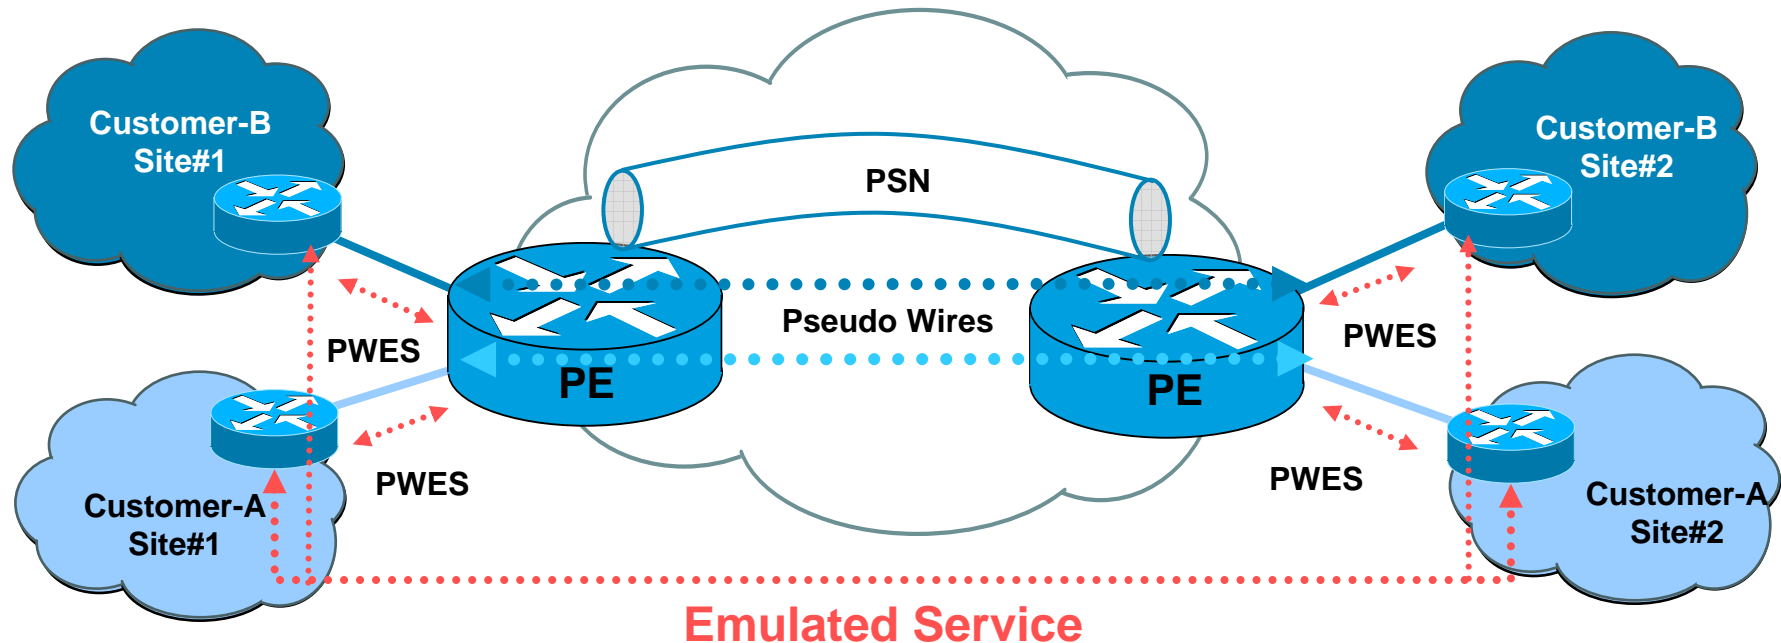 Customer-B
Site#1
PSN
Customer-B
Site#2
Pseudo Wires
PWES
PWES
PE
PE
PWES
PWES
Customer-A
Site#1
Customer-A
Site#2
Emulated Service